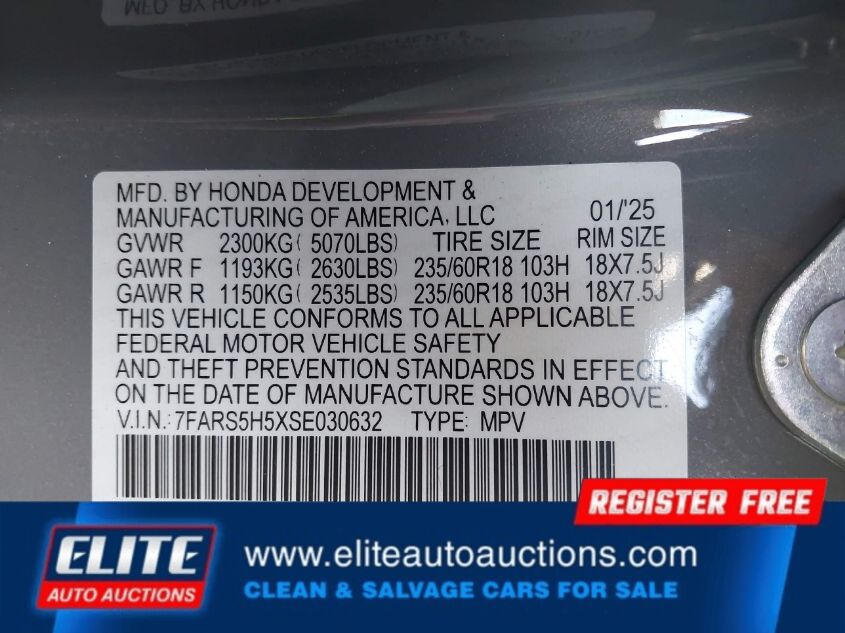 MFD. BY HONDA DEVELOPMENT &
MANUFACTURING OF AMERICA, LLC 01/'25
GVWR 2300KG( 5070LBS) TIRE SIZE RIM SIZE
GAWR F 1193KG( 2630LBS) 235/60R18 103H 18X7.5J
GAWR R 1150KG( 2535LBS) 235/60R18 103H 18X7.5J
THIS VEHICLE CONFORMS TO ALL APPLICABLE
FEDERAL MOTOR VEHICLE SAFETY
AND THEFT PREVENTION STANDARDS IN EFFECT
ON THE DATE OF MANUFACTURE SHOWN ABOVE.
V.I.N.: 7FARS5H5XSE030632 TYPE: MPV
REGISTER FREE
ELITE
AUTO AUCTIONS
www.eliteautoauctions.com
CLEAN & SALVAGE CARS FOR SALE